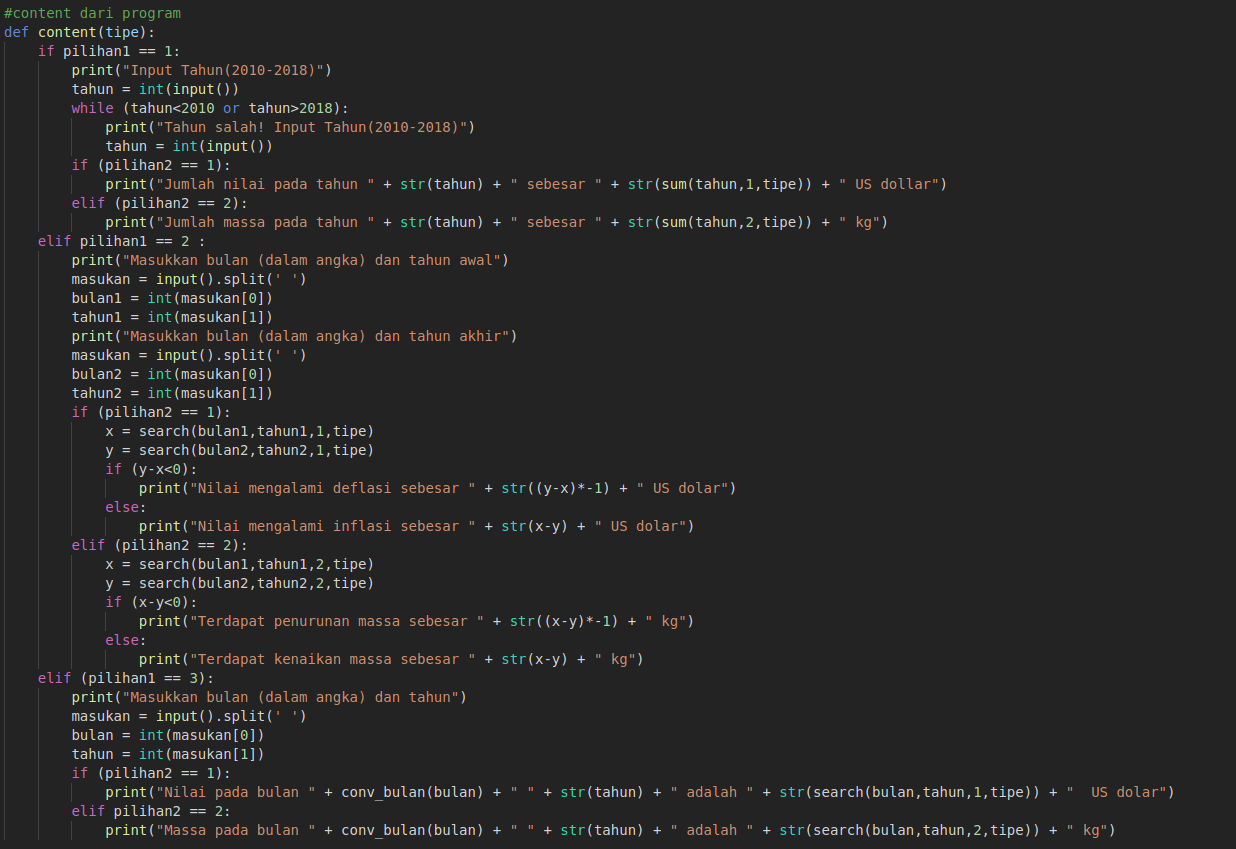 #content dari program
def content(tipe):
    if pilihan1 == 1:
        print("Input Tahun(2010-2018)")
        tahun = int(input())
        while (tahun<2010 or tahun>2018):
            print("Tahun salah! Input Tahun(2010-2018)")
            tahun = int(input())
        if (pilihan2 == 1):
            print("Jumlah nilai pada tahun " + str(tahun) + " sebesar " + str(sum(tahun,1,tipe)) + " US dollar")
        elif (pilihan2 == 2):
            print("Jumlah massa pada tahun " + str(tahun) + " sebesar " + str(sum(tahun,2,tipe)) + " kg")
    elif pilihan1 == 2 :
        print("Masukkan bulan (dalam angka) dan tahun awal")
        masukan = input().split(' ')
        bulan1 = int(masukan[0])
        tahun1 = int(masukan[1])
        print("Masukkan bulan (dalam angka) dan tahun akhir")
        masukan = input().split(' ')
        bulan2 = int(masukan[0])
        tahun2 = int(masukan[1])
        if (pilihan2 == 1):
            x = search(bulan1,tahun1,1,tipe)
            y = search(bulan2,tahun2,1,tipe)
            if (y-x<0):
                print("Nilai mengalami deflasi sebesar " + str((y-x)*-1) + " US dolar")
            else:
                print("Nilai mengalami inflasi sebesar " + str(x-y) + " US dolar")
        elif (pilihan2 == 2):
            x = search(bulan1,tahun1,2,tipe)
            y = search(bulan2,tahun2,2,tipe)
            if (x-y<0):
                print("Terdapat penurunan massa sebesar " + str((x-y)*-1) + " kg")
            else:
                print("Terdapat kenaikan massa sebesar " + str(x-y) + " kg")
    elif (pilihan1 == 3):
        print("Masukkan bulan (dalam angka) dan tahun")
        masukan = input().split(' ')
        bulan = int(masukan[0])
        tahun = int(masukan[1])
        if (pilihan2 == 1):
            print("Nilai pada bulan " + conv_bulan(bulan) + " " + str(tahun) + " adalah " + str(search(bulan,tahun,1,tipe)) + "  US dolar")
        elif pilihan2 == 2:
            print("Massa pada bulan " + conv_bulan(bulan) + " " + str(tahun) + " adalah " + str(search(bulan,tahun,2,tipe)) + " kg")